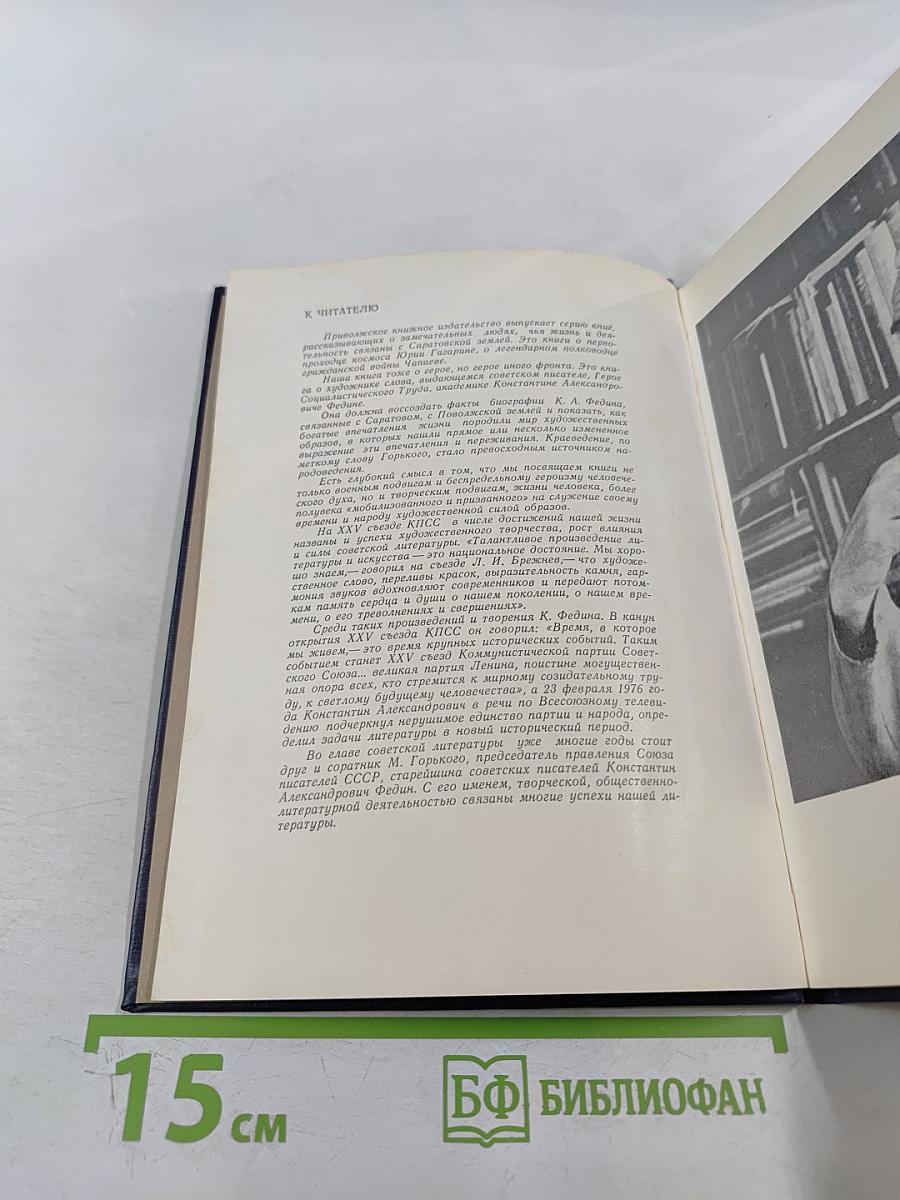 К ЧИТАТЕЛЮ
Приволжское книжное издательство выпускает серию книг,
рассказывающих о замечательных людях, чья жизнь и дея-
тельность связаны с Саратовской землей. Это книги о перво-
проходце космоса Юрии Гагарине, о легендарном полководце
гражданской войны Чапаеве.
Наша книга тоже о герое, но герое иного фронта. Это кни-
га о художнике слова, выдающемся советском писателе, Герое
Социалистического Труда, академике Константине Александро-
виче Федине.
Она должна воссоздать факты биографии К. А. Федина,
связанные с Саратовом, с Поволжской землей и показать, как
богатые впечатления жизни породили мир художественных
образов, в которых нашли прямое или несколько измененное
выражение эти впечатления и переживания. Краеведение, по
меткому слову Горького, стало превосходным источником на-
родоведения.
Есть глубокий смысл в том, что мы посвящаем книги не
только военным подвигам и беспредельному героизму человече-
ского духа, но и творческим подвигам, жизни человека, более
полувека «мобилизованного и призванного» на служение своему
времени и народу художественной силой образов.
На XXV съезде КПСС в числе достижений нашей жизни
названы и успехи художественного творчества, рост влияния
и силы советской литературы. «Талантливое произведение ли-
тературы и искусства — это национальное достояние. Мы хоро-
шо знаем,— говорил на съезде Л. И. Брежнев,— что художе-
ственное слово, переливы красок, выразительность камня, гар-
мония звуков вдохновляют современников и передают потом-
кам память сердца и души о нашем поколении, о нашем вре-
мени, о его треволнениях и свершениях».
Среди таких произведений и творения К. Федина. В канун
открытия XXV съезда КПСС он говорил: «Время, в которое
мы живем,— это время крупных исторических событий. Таким
событием станет XXV съезд Коммунистической партии Совет-
ского Союза... великая партия Ленина, поистине могуществен-
ная опора всех, кто стремится к мирному созидательному тру-
ду, к светлому будущему человечества», а 23 февраля 1976 го-
да Константин Александрович в речи по Всесоюзному телеви-
дению подчеркнул нерушимое единство партии и народа, опре-
делил задачи литературы в новый исторический период.
Во главе советской литературы уже многие годы стоит
друг и соратник М. Горького, председатель правления Союза
писателей СССР, старейшина советских писателей Константин
Александрович Федин. С его именем, творческой, общественно-
литературной деятельностью связаны многие успехи нашей ли-
тературы.
15 см
БФ БИБЛИОФАН